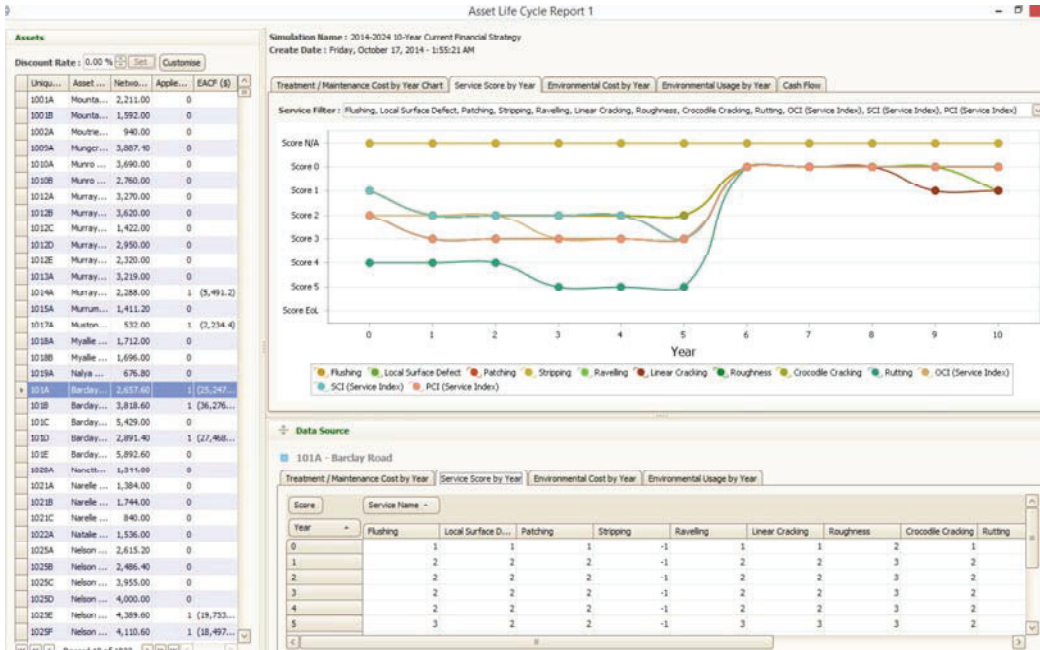 Asset Life Cycle Report 1
Assets
Discount Rate : 0.00 % Set Customise
Uniqu... Asset ... Netwo... Applie... EACF ($)
1001A Mounta... 2,211.00 0
1001B Mounta... 1,592.00 0
1002A Moutrie... 940.00 0
1005A Mungcr... 3,887.40 0
1010A Munro ... 3,690.00 0
1010B Munro ... 2,760.00 0
1012A Murray... 3,270.00 0
1012B Murray... 3,620.00 0
1012C Murray... 1,422.00 0
1012D Murray... 2,950.00 0
1012E Murray... 2,320.00 0
1013A Murray... 3,219.00 0
1014A Murray... 2,288.00 1 (5,491.2)
1015A Murrum... 1,411.20 0
1017A Muston... 532.00 1 (2,234.4)
1018A Myalie ... 1,712.00 0
1018B Myalie ... 1,696.00 0
1019A Nalya ... 676.80 0
101A Barclay... 2,657.60 1 (25,247...
101B Barclay... 3,818.60 1 (36,276...
101C Barclay... 5,429.00 0
101D Barclay... 2,891.40 1 (27,468...
101E Barclay... 5,892.60 0
1020A Nanett... 1,311.00 0
1021A Narelle ... 1,384.00 0
1021B Narelle ... 1,744.00 0
1021C Narelle ... 840.00 0
1022A Natalie ... 1,536.00 0
1025A Nelson ... 2,615.20 0
1025B Nelson ... 2,486.40 0
1025C Nelson ... 3,955.00 0
1025D Nelson ... 4,000.00 0
1025E Nelson ... 4,389.60 1 (19,753...
1025F Nelson ... 4,110.60 1 (18,497...
Simulation Name : 2014-2024 10-Year Current Financial Strategy
Create Date : Friday, October 17, 2014 - 1:55:21 AM
Treatment / Maintenance Cost by Year Chart Service Score by Year Environmental Cost by Year Environmental Usage by Year Cash Flow
Service Filter : Flushing, Local Surface Defect, Patching, Stripping, Ravelling, Linear Cracking, Roughness, Crocodile Cracking, Rutting, OCI (Service Index), SCI (Service Index), PCI (Service Index)
Score N/A
Score 0
Score 1
Score 2
Score 3
Score 4
Score 5
Score EoL
0 1 2 3 4 5 6 7 8 9 10
Year
Flushing Local Surface Defect Patching Stripping Ravelling Linear Cracking Roughness Crocodile Cracking Rutting OCI (Service Index)
SCI (Service Index) PCI (Service Index)
Data Source
101A - Barclay Road
Treatment / Maintenance Cost by Year Service Score by Year Environmental Cost by Year Environmental Usage by Year
Score Service Name
Year Flushing Local Surface D... Patching Stripping Ravelling Linear Cracking Roughness Crocodile Cracking Rutting
0 1 1 1 -1 1 1 2 1
1 2 2 2 -1 2 2 3 2
2 2 2 2 -1 2 2 3 2
3 2 2 2 -1 2 2 3 2
4 2 2 2 -1 2 2 3 2
5 3 2 2 -1 3 3 3 2